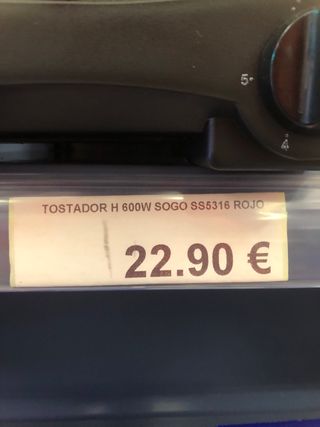 5
4
TOSTADOR H 600W SOGO SS5316 ROJO
22.90 €